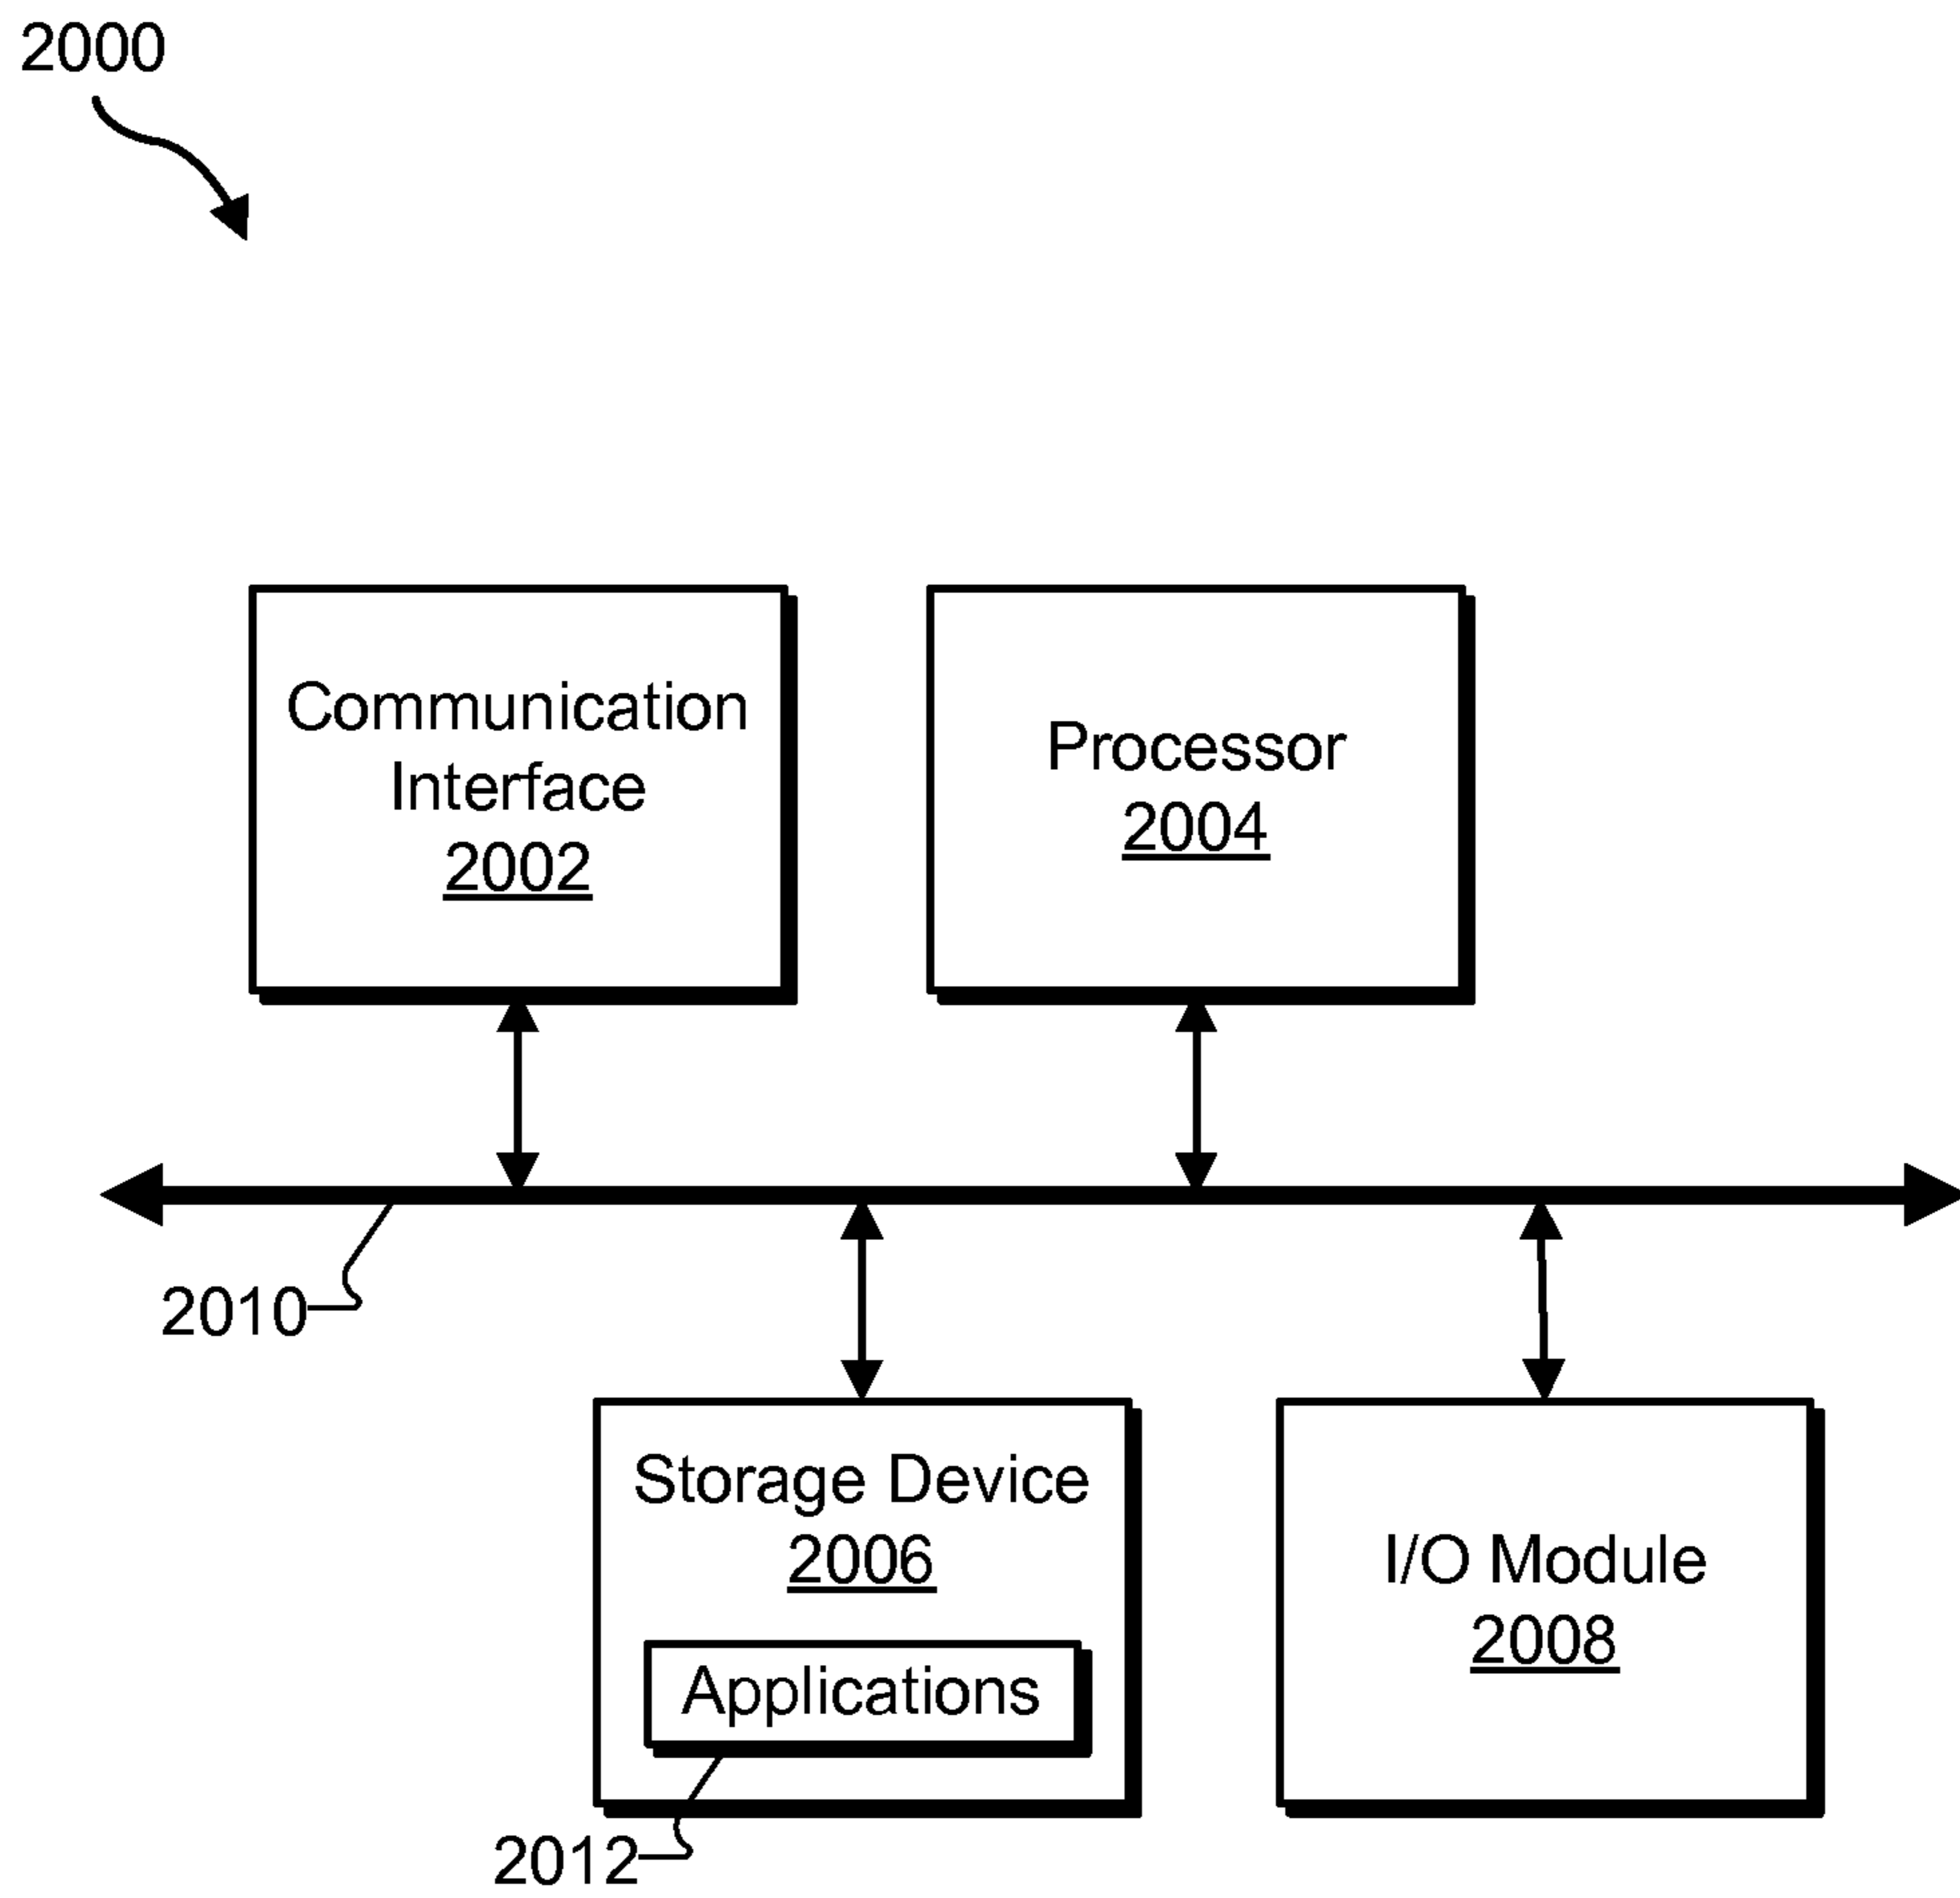 2000
Communication
Interface
2002
Processor
2004
2010
Storage Device
2006
Applications
2012
I/O Module
2008